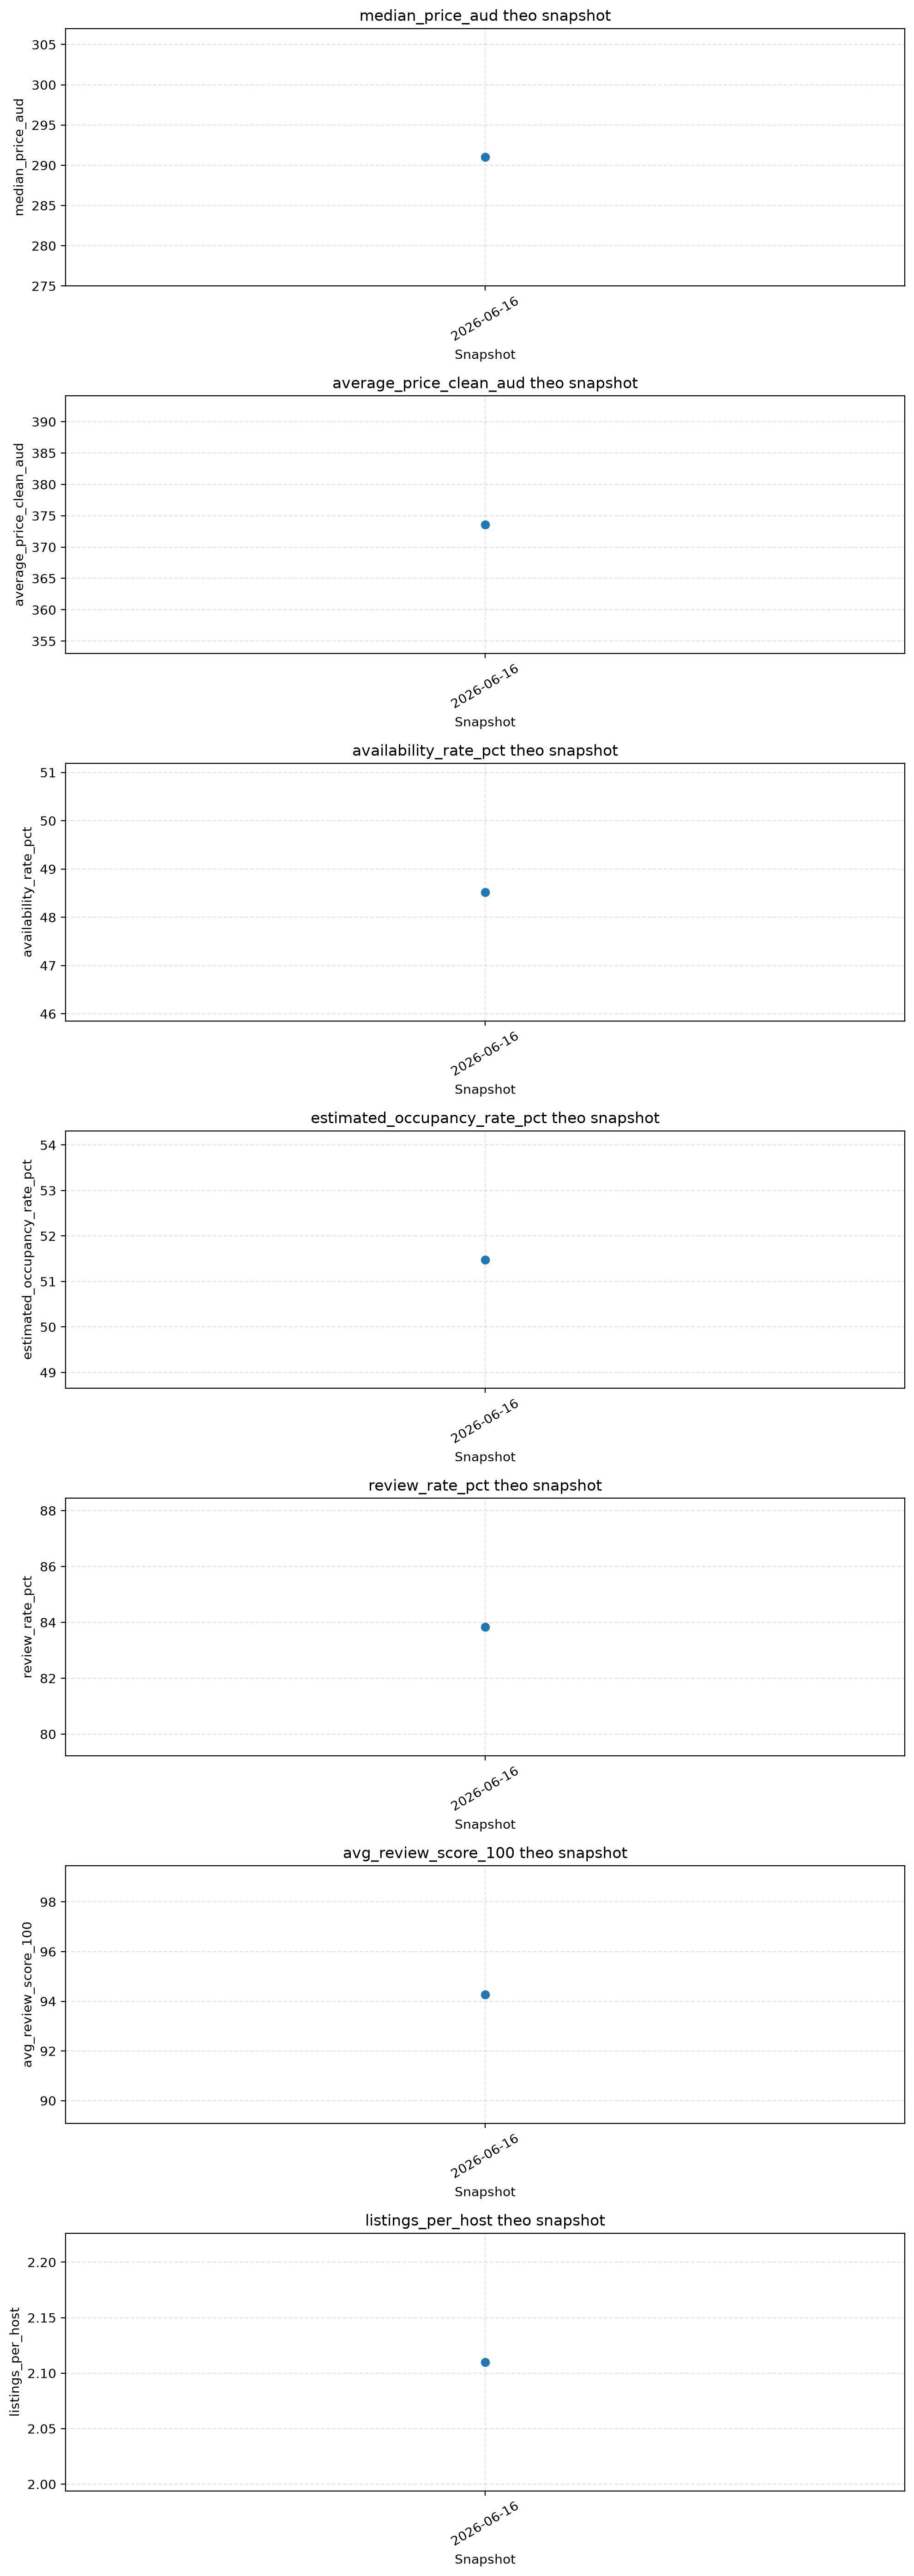 median_price_aud theo snapshot
median_price_aud
305
300
295
290
285
280
275
2026-06-16
Snapshot
average_price_clean_aud theo snapshot
average_price_clean_aud
390
385
380
375
370
365
360
355
2026-06-16
Snapshot
availability_rate_pct theo snapshot
availability_rate_pct
51
50
49
48
47
46
2026-06-16
Snapshot
estimated_occupancy_rate_pct theo snapshot
estimated_occupancy_rate_pct
54
53
52
51
50
49
2026-06-16
Snapshot
review_rate_pct theo snapshot
review_rate_pct
88
86
84
82
80
2026-06-16
Snapshot
avg_review_score_100 theo snapshot
avg_review_score_100
98
96
94
92
90
2026-06-16
Snapshot
listings_per_host theo snapshot
listings_per_host
2.20
2.15
2.10
2.05
2.00
2026-06-16
Snapshot